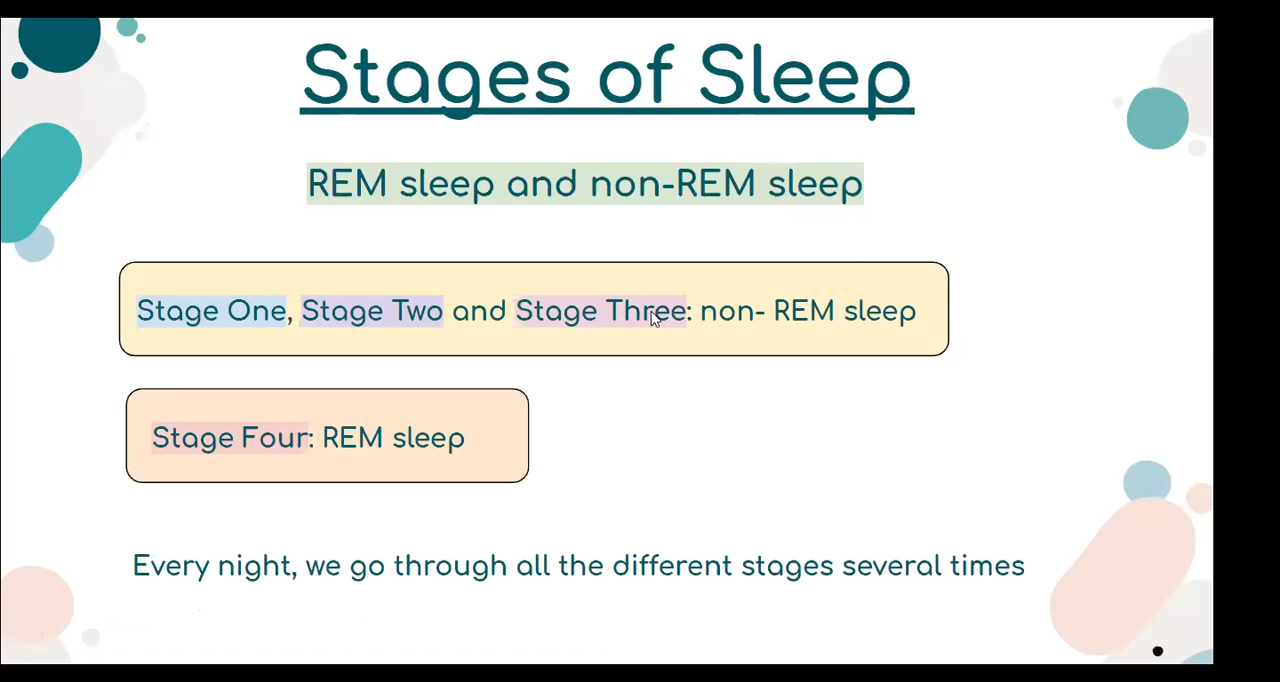 Stages of Sleep
REM sleep and non-REM sleep
Stage One, Stage Two and Stage Three: non- REM sleep
Stage Four: REM sleep
Every night, we go through all the different stages several times